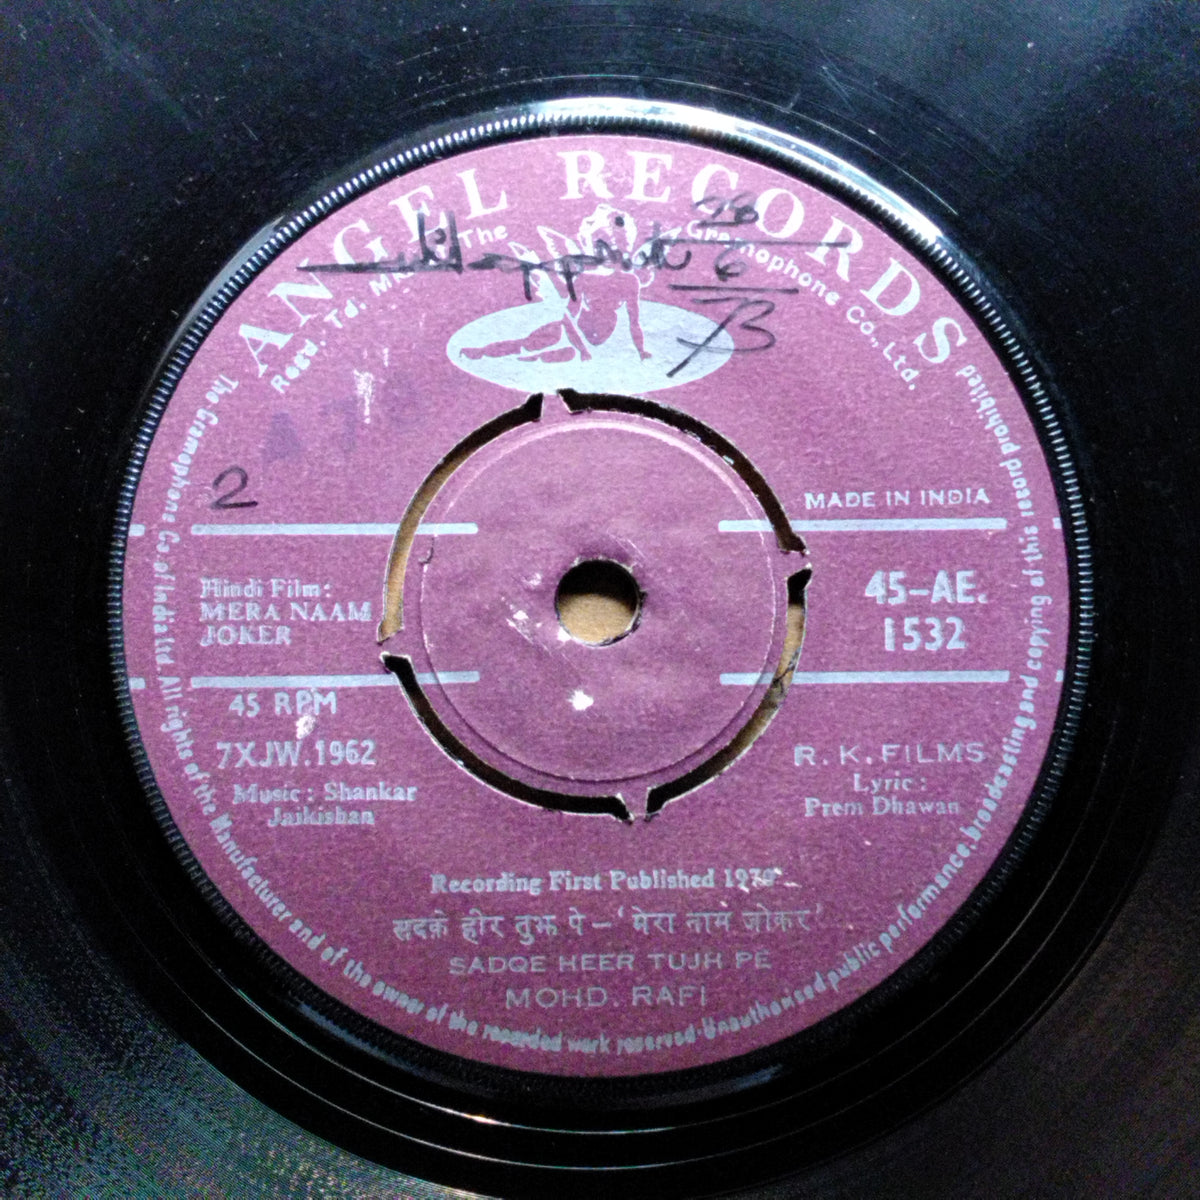 ANGEL RECORDS
Regd. Td. Mk. of The Gramophone Co., Ltd.
28
6
73
2
MADE IN INDIA
Hindi Film:
MERA NAAM
JOKER
45-AE.
1532
45 RPM
7XJW.1962
Music: Shankar
Jaikishan
R. K. FILMS
Lyric:
Prem Dhawan
Recording First Published 1970
सदक़े हीर तुझ पे – 'मेरा नाम जोकर'
SADQE HEER TUJH PE
MOHD. RAFI
The Gramophone Co. of India Ltd. All rights of the Manufacturer and of the owner of the recorded work reserved. Unauthorised public performance, broadcasting and copying of this record prohibited